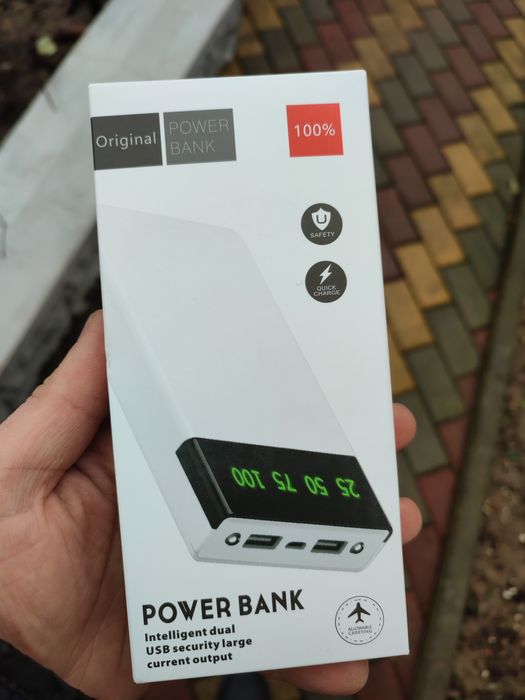 Original
POWER
BANK
100%
SAFETY
QUICK
CHARGE
25 50 75 100
POWER BANK
Intelligent dual
USB security large
current output
ALLOWABLE
CARRYING